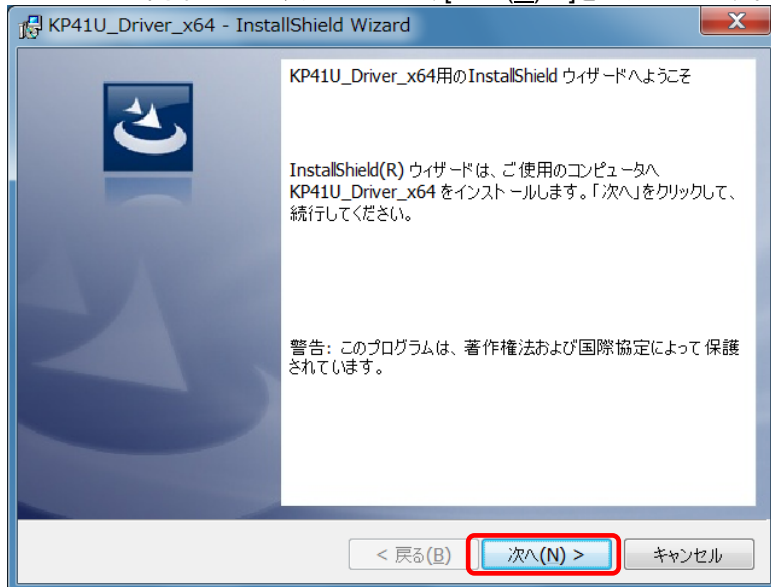 KP41U_Driver_x64 - InstallShield Wizard
KP41U_Driver_x64用のInstallShield ウィザードへようこそ
InstallShield(R) ウィザードは、ご使用のコンピュータへ
KP41U_Driver_x64 をインストールします。「次へ」をクリックして、
続行してください。
警告: このプログラムは、著作権法および国際協定によって保護
されています。
< 戻る(B)
次へ(N) >
キャンセル